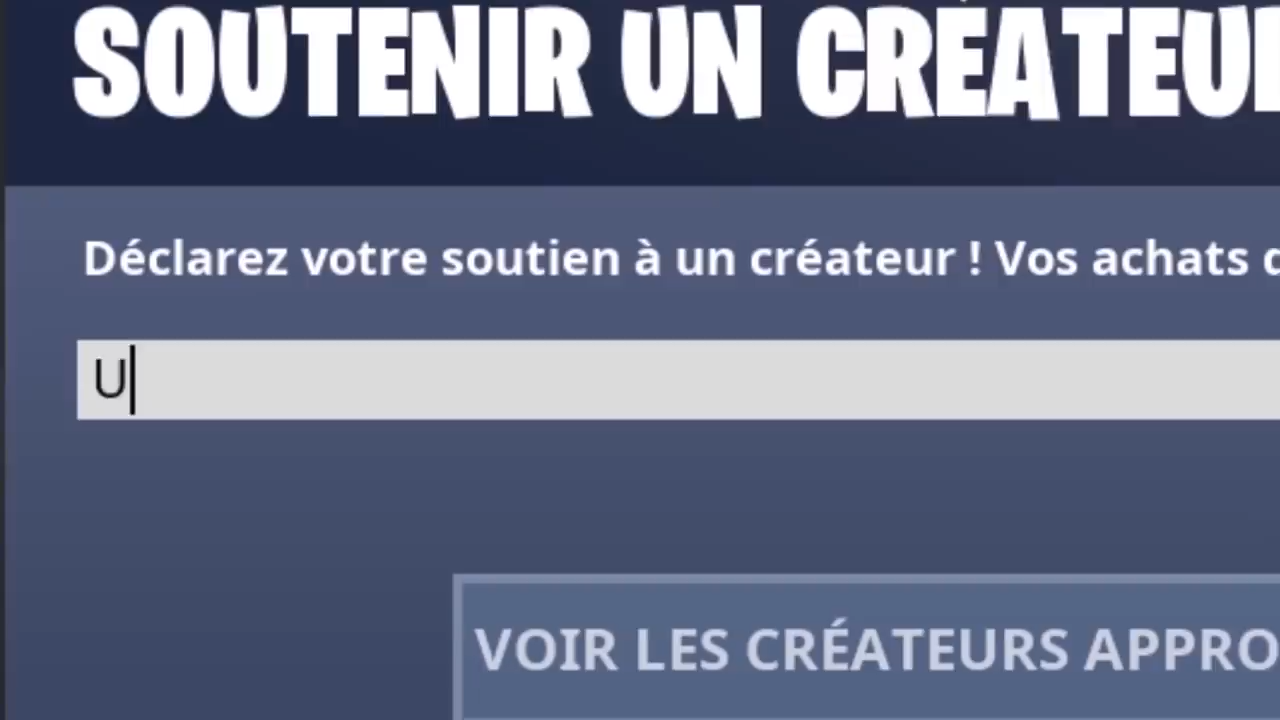 SOUTENIR UN CRÉATEU
Déclarez votre soutien à un créateur ! Vos achats
U
VOIR LES CRÉATEURS APPRO